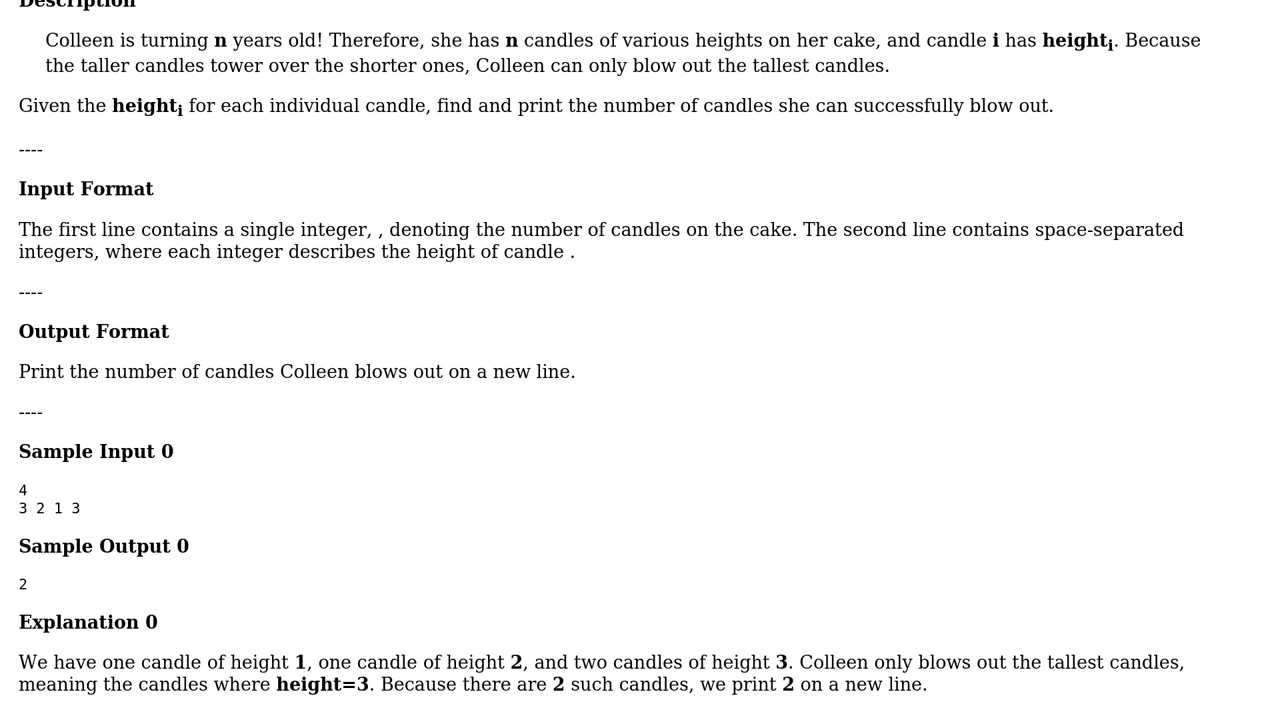 Description
Colleen is turning n years old! Therefore, she has n candles of various heights on her cake, and candle i has heighti. Because
the taller candles tower over the shorter ones, Colleen can only blow out the tallest candles.
Given the heighti for each individual candle, find and print the number of candles she can successfully blow out.
----
Input Format
The first line contains a single integer, , denoting the number of candles on the cake. The second line contains space-separated
integers, where each integer describes the height of candle .
----
Output Format
Print the number of candles Colleen blows out on a new line.
----
Sample Input 0
4
3 2 1 3
Sample Output 0
2
Explanation 0
We have one candle of height 1, one candle of height 2, and two candles of height 3. Colleen only blows out the tallest candles,
meaning the candles where height=3. Because there are 2 such candles, we print 2 on a new line.